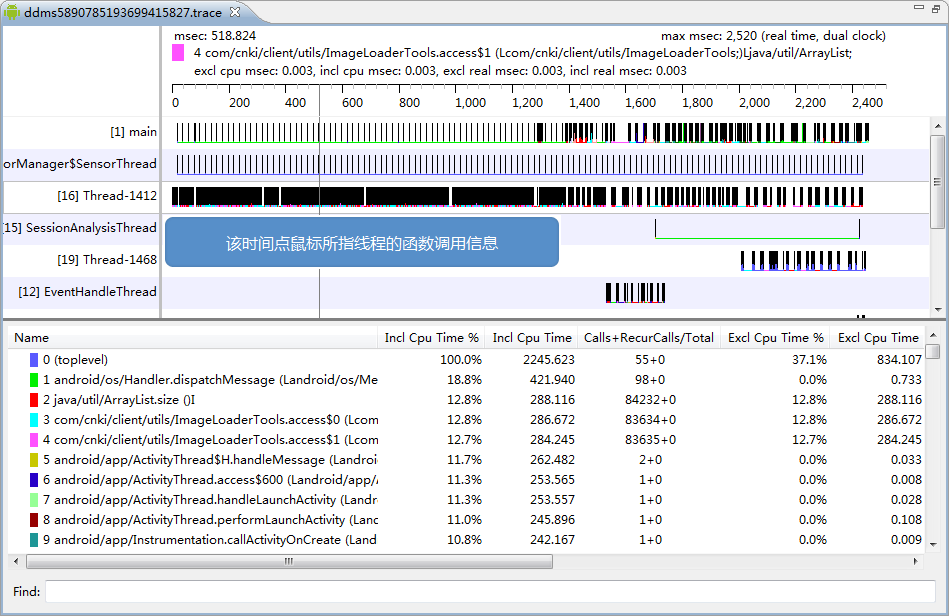 ddms5890785193699415827.trace
msec: 518.824 max msec: 2,520 (real time, dual clock)
4 com/cnki/client/utils/ImageLoaderTools.access$1 (Lcom/cnki/client/utils/ImageLoaderTools;)Ljava/util/ArrayList;
excl cpu msec: 0.003, incl cpu msec: 0.003, excl real msec: 0.003, incl real msec: 0.003
0 200 400 600 800 1,000 1,200 1,400 1,600 1,800 2,000 2,200 2,400
[1] main
orManager$SensorThread
[16] Thread-1412
15] SessionAnalysisThread
该时间点鼠标所指线程的函数调用信息
[19] Thread-1468
[12] EventHandleThread
Name Incl Cpu Time % Incl Cpu Time Calls+RecurCalls/Total Excl Cpu Time % Excl Cpu Time
0 (toplevel) 100.0% 2245.623 55+0 37.1% 834.107
1 android/os/Handler.dispatchMessage (Landroid/os/Me 18.8% 421.940 98+0 0.0% 0.733
2 java/util/ArrayList.size ()I 12.8% 288.116 84232+0 12.8% 288.116
3 com/cnki/client/utils/ImageLoaderTools.access$0 (Lcom 12.8% 286.672 83634+0 12.8% 286.672
4 com/cnki/client/utils/ImageLoaderTools.access$1 (Lcom 12.7% 284.245 83635+0 12.7% 284.245
5 android/app/ActivityThread$H.handleMessage (Landroi 11.7% 262.482 2+0 0.0% 0.033
6 android/app/ActivityThread.access$600 (Landroid/app/ 11.3% 253.565 1+0 0.0% 0.008
7 android/app/ActivityThread.handleLaunchActivity (Landr 11.3% 253.557 1+0 0.0% 0.028
8 android/app/ActivityThread.performLaunchActivity (Land 11.0% 245.896 1+0 0.0% 0.108
9 android/app/Instrumentation.callActivityOnCreate (Land 10.8% 242.167 1+0 0.0% 0.009
Find: